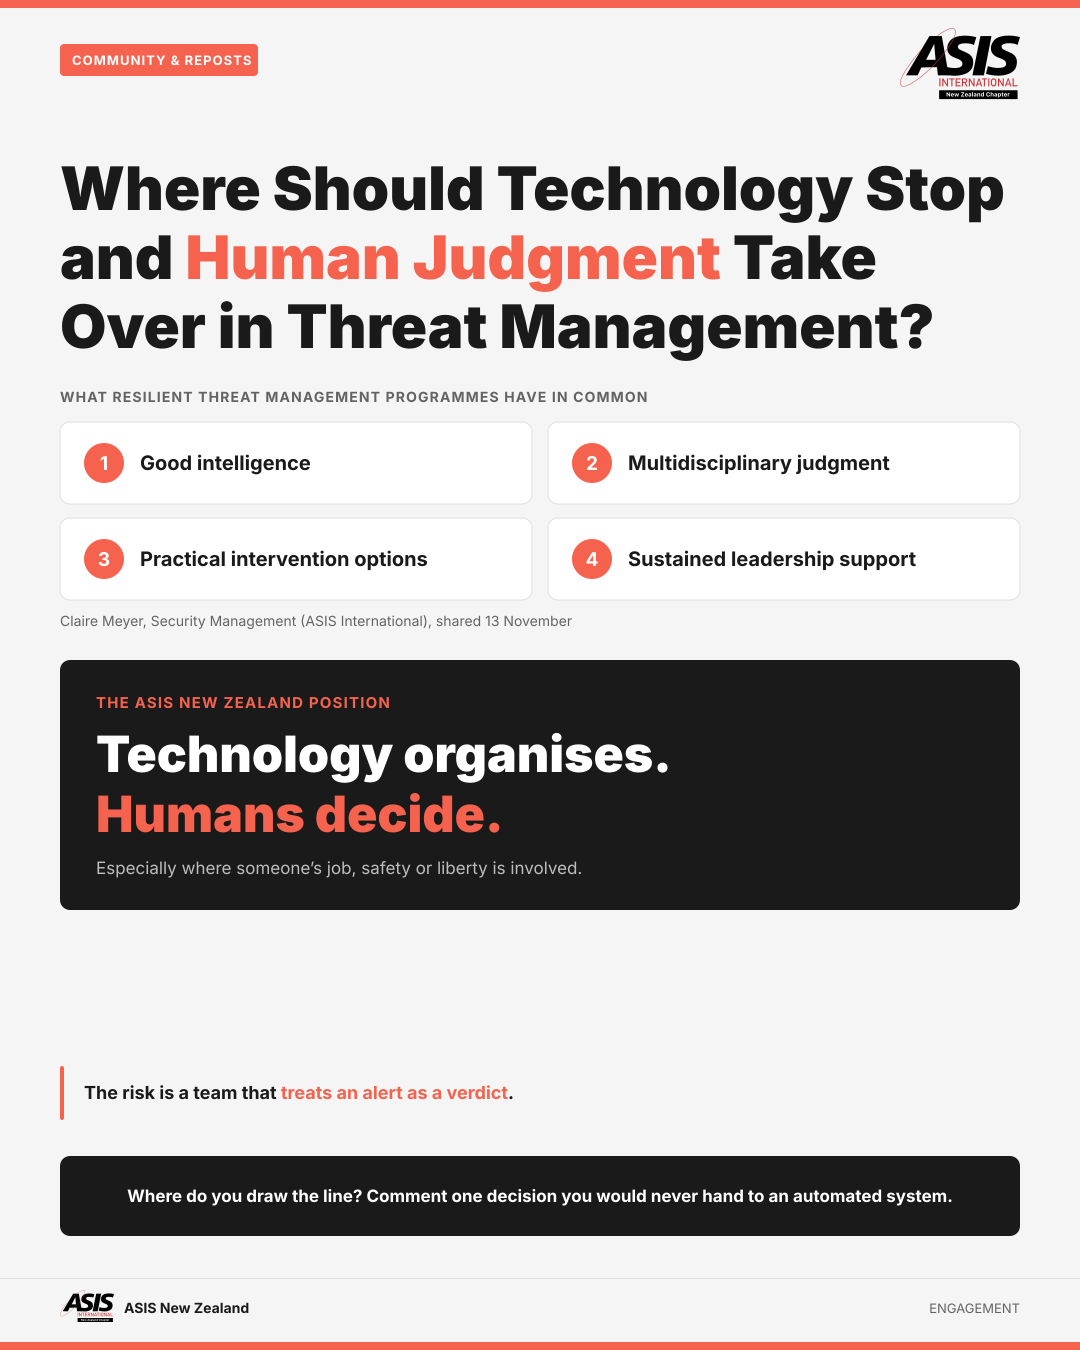 COMMUNITY & REPOSTS
ASIS
INTERNATIONAL
New Zealand Chapter
Where Should Technology Stop
and Human Judgment Take
Over in Threat Management?
WHAT RESILIENT THREAT MANAGEMENT PROGRAMMES HAVE IN COMMON
1 Good intelligence
2 Multidisciplinary judgment
3 Practical intervention options
4 Sustained leadership support
Claire Meyer, Security Management (ASIS International), shared 13 November
THE ASIS NEW ZEALAND POSITION
Technology organises.
Humans decide.
Especially where someone’s job, safety or liberty is involved.
The risk is a team that treats an alert as a verdict.
Where do you draw the line? Comment one decision you would never hand to an automated system.
ASIS
INTERNATIONAL
New Zealand Chapter
ASIS New Zealand
ENGAGEMENT